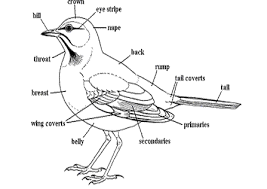 crown
eye stripe
bill
nape
throat
back
rump
tail coverts
tail
breast
wing coverts
primaries
belly
secondaries